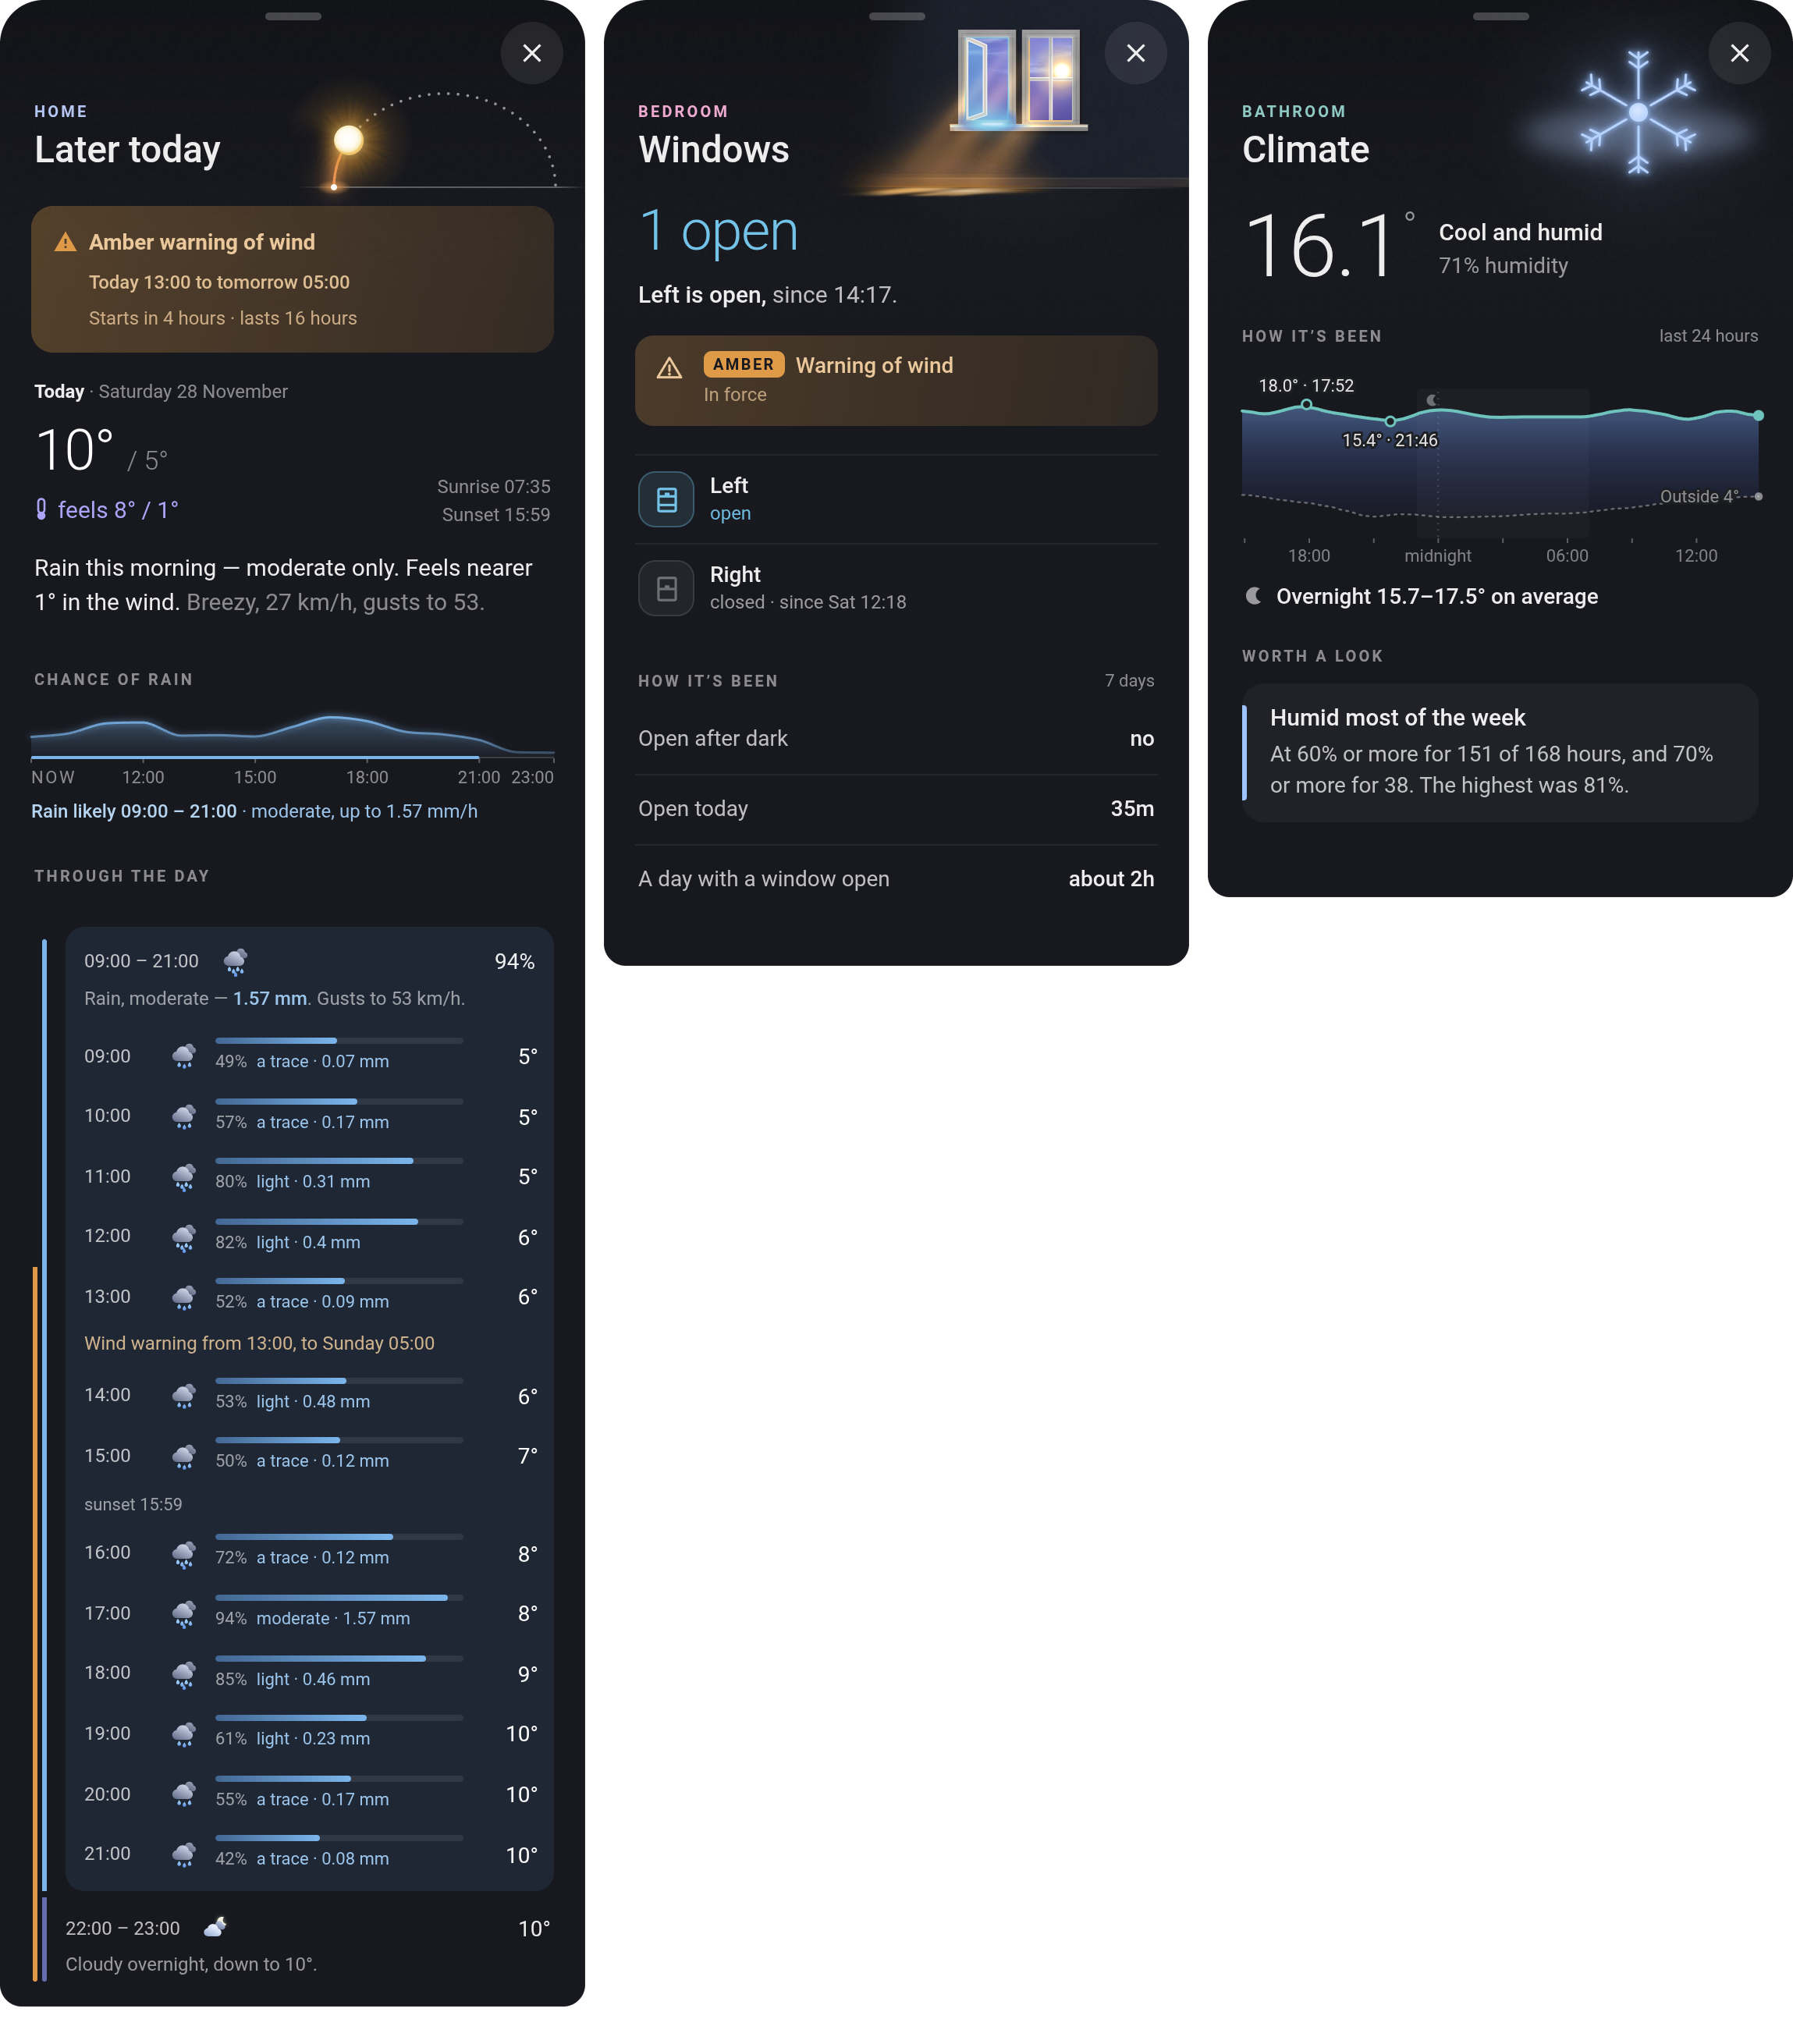 HOME
Later today
Amber warning of wind
Today 13:00 to tomorrow 05:00
Starts in 4 hours · lasts 16 hours
Today · Saturday 28 November
10° / 5°
feels 8° / 1°
Sunrise 07:35
Sunset 15:59
Rain this morning — moderate only. Feels nearer
1° in the wind. Breezy, 27 km/h, gusts to 53.
CHANCE OF RAIN
NOW 12:00 15:00 18:00 21:00 23:00
Rain likely 09:00 – 21:00 · moderate, up to 1.57 mm/h
THROUGH THE DAY
09:00 – 21:00 94%
Rain, moderate — 1.57 mm. Gusts to 53 km/h.
09:00 49% a trace · 0.07 mm 5°
10:00 57% a trace · 0.17 mm 5°
11:00 80% light · 0.31 mm 5°
12:00 82% light · 0.4 mm 6°
13:00 52% a trace · 0.09 mm 6°
Wind warning from 13:00, to Sunday 05:00
14:00 53% light · 0.48 mm 6°
15:00 50% a trace · 0.12 mm 7°
sunset 15:59
16:00 72% a trace · 0.12 mm 8°
17:00 94% moderate · 1.57 mm 8°
18:00 85% light · 0.46 mm 9°
19:00 61% light · 0.23 mm 10°
20:00 55% a trace · 0.17 mm 10°
21:00 42% a trace · 0.08 mm 10°
22:00 – 23:00 10°
Cloudy overnight, down to 10°.
BEDROOM
Windows
1 open
Left is open, since 14:17.
AMBER Warning of wind
In force
Left
open
Right
closed · since Sat 12:18
HOW IT'S BEEN 7 days
Open after dark no
Open today 35m
A day with a window open about 2h
BATHROOM
Climate
16.1°
Cool and humid
71% humidity
HOW IT'S BEEN last 24 hours
18.0° · 17:52
15.4° · 21:46
Outside 4°
18:00 midnight 06:00 12:00
Overnight 15.7–17.5° on average
WORTH A LOOK
Humid most of the week
At 60% or more for 151 of 168 hours, and 70%
or more for 38. The highest was 81%.